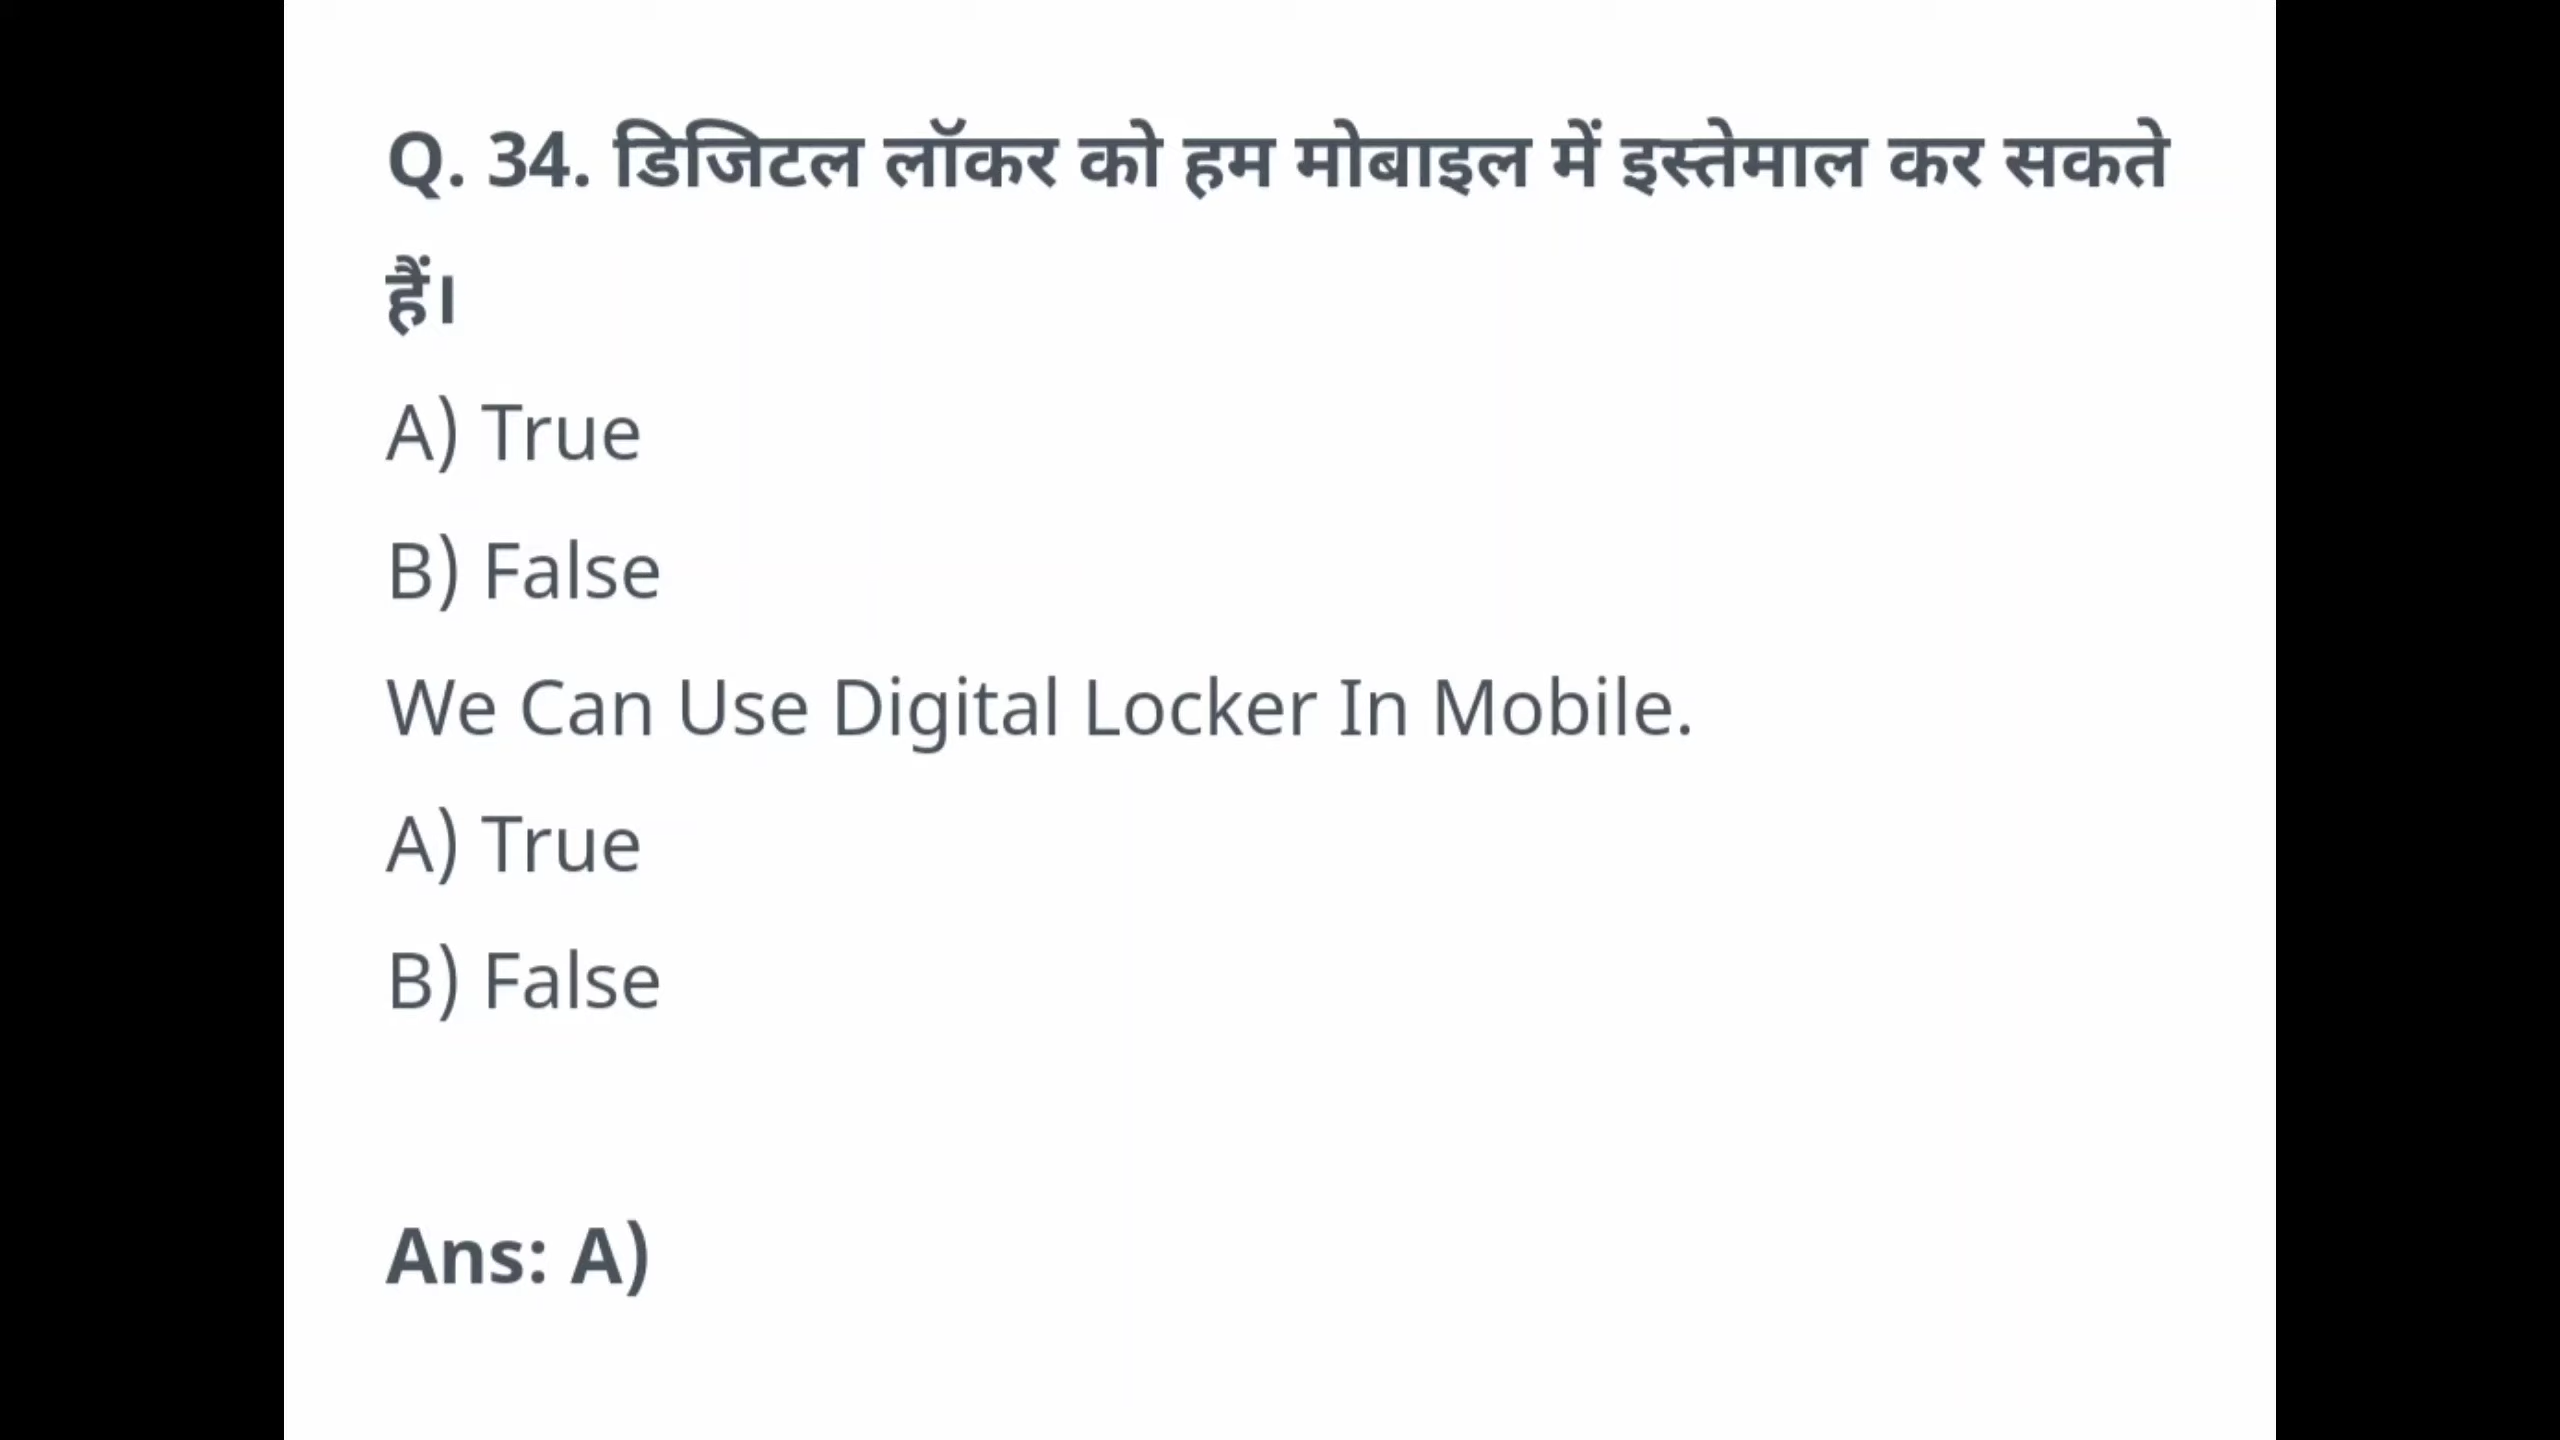 Q. 34. डिजिटल लॉकर को हम मोबाइल में इस्तेमाल कर सकते
हैं।
A) True
B) False
We Can Use Digital Locker In Mobile.
A) True
B) False
Ans: A)